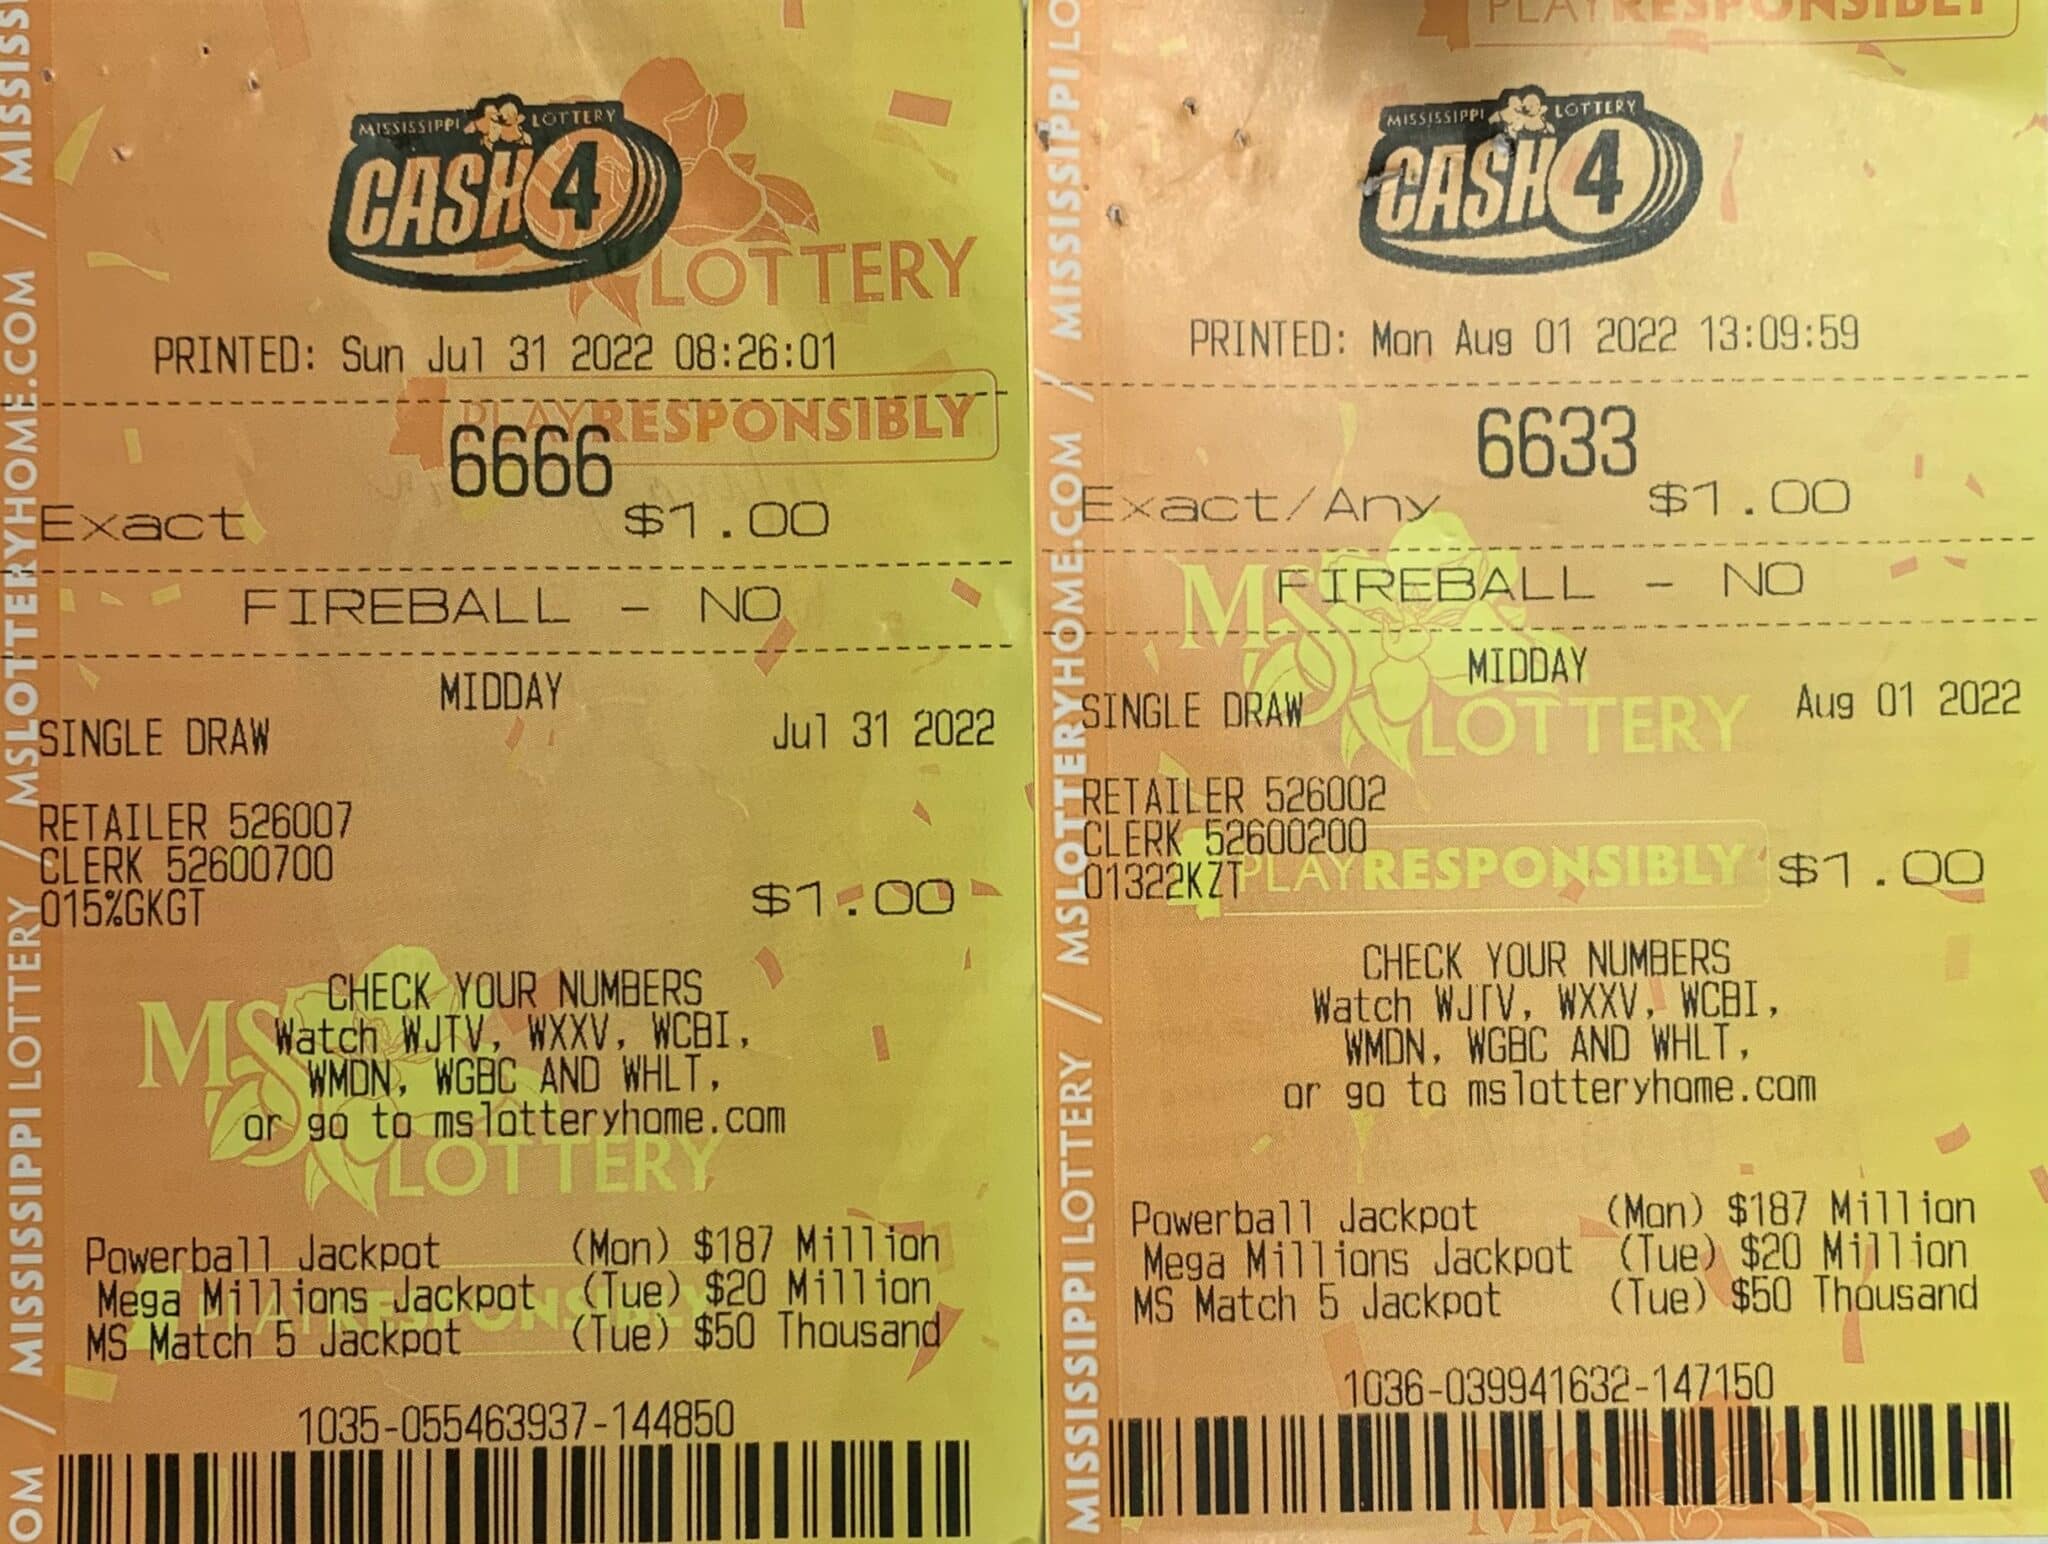 MISSISSIPPI LOTTERY
CASH 4
LOTTERY
PRINTED: Sun Jul 31 2022 08:26:01
PLAY RESPONSIBLY
6666
Exact $1.00
FIREBALL - NO
MIDDAY
SINGLE DRAW Jul 31 2022
RETAILER 526007
CLERK 52600700
015%GKGT $1.00
CHECK YOUR NUMBERS
Watch WJTV, WXXV, WCBI,
WMDN, WGBC AND WHLT,
or go to mslotteryhome.com
MS LOTTERY
Powerball Jackpot (Mon) $187 Million
Mega Millions Jackpot (Tue) $20 Million
MS Match 5 Jackpot (Tue) $50 Thousand
PLAY RESPONSIBLY
1035-055463937-144850
OM / MISSISSIPPI LOTTERY / MSLOTTERYHOME.COM / MISSISS
PLAY RESPONSIBLY
MISSISSIPPI LOTTERY
CASH 4
PRINTED: Mon Aug 01 2022 13:09:59
6633
Exact/Any $1.00
FIREBALL - NO
MS LOTTERY
MIDDAY
SINGLE DRAW Aug 01 2022
RETAILER 526002
CLERK 52600200
01322KZT $1.00
PLAY RESPONSIBLY
CHECK YOUR NUMBERS
Watch WJTV, WXXV, WCBI,
WMDN, WGBC AND WHLT,
or go to mslotteryhome.com
Powerball Jackpot (Mon) $187 Million
Mega Millions Jackpot (Tue) $20 Million
MS Match 5 Jackpot (Tue) $50 Thousand
1036-039941632-147150
MS
MISSISSIPPI LOTTERY / MSLOTTERYHOME.COM / MISSISSIPPI LO